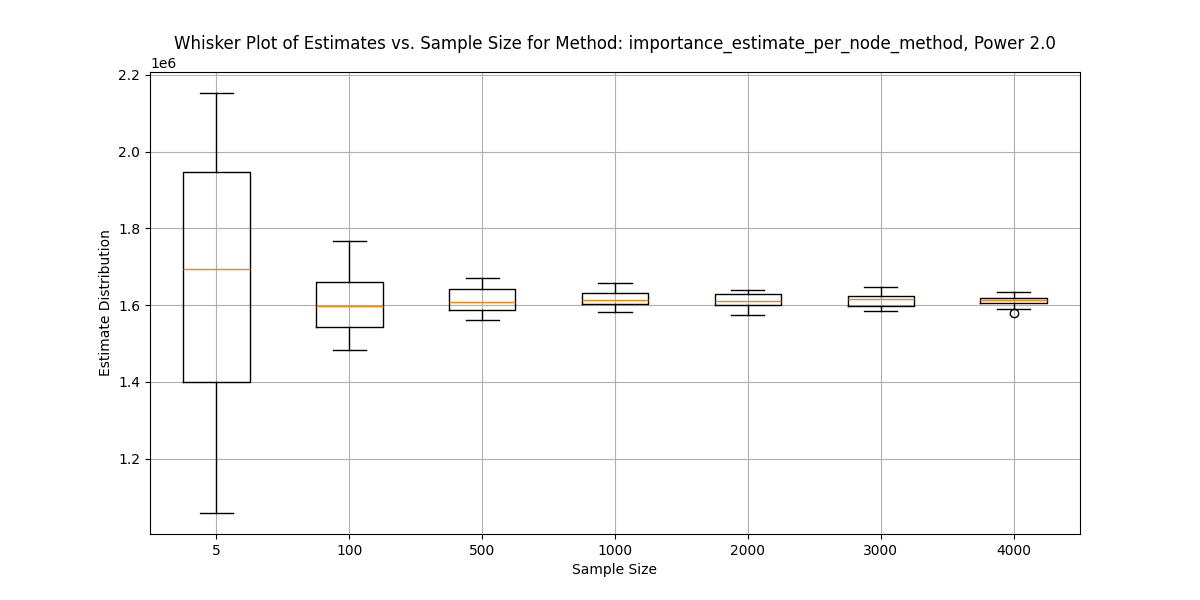 Whisker Plot of Estimates vs. Sample Size for Method: importance_estimate_per_node_method, Power 2.0
1e6
2.2
2.0
1.8
1.6
1.4
1.2
Estimate Distribution
5 100 500 1000 2000 3000 4000
Sample Size